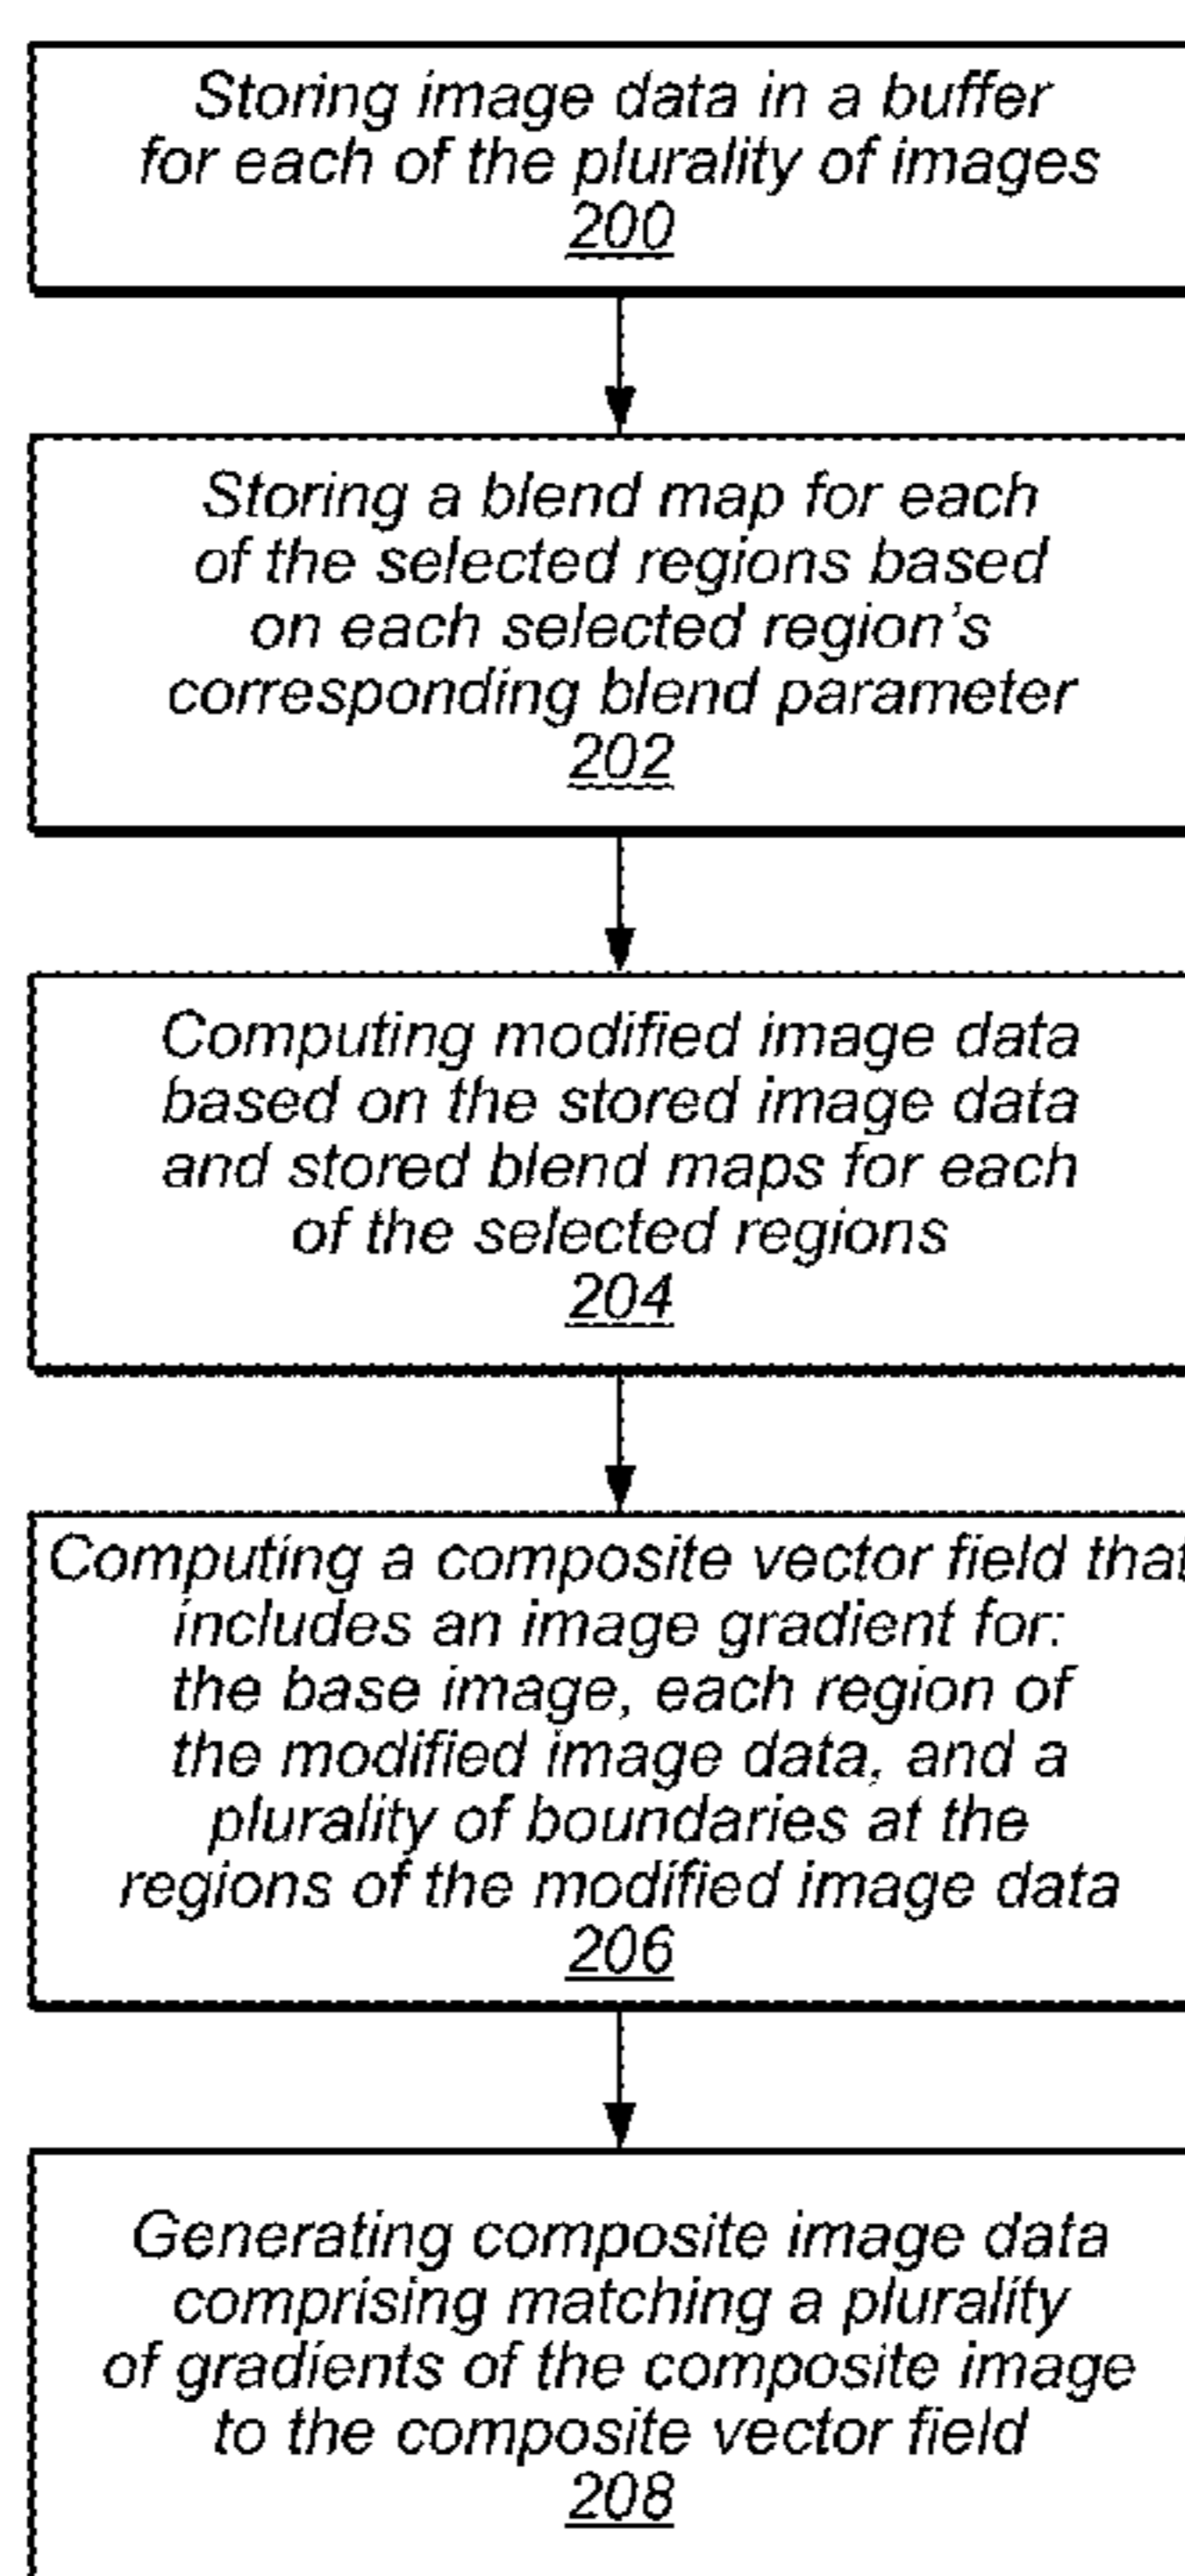 Storing image data in a buffer
for each of the plurality of images
200
Storing a blend map for each
of the selected regions based
on each selected region's
corresponding blend parameter
202
Computing modified image data
based on the stored image data
and stored blend maps for each
of the selected regions
204
Computing a composite vector field that
includes an image gradient for:
the base image, each region of
the modified image data, and a
plurality of boundaries at the
regions of the modified image data
206
Generating composite image data
comprising matching a plurality
of gradients of the composite image
to the composite vector field
208